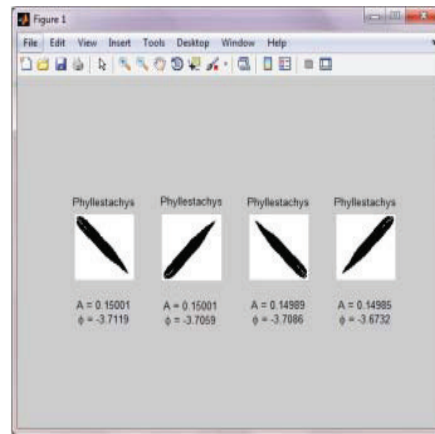 Figure 1
File Edit View Insert Tools Desktop Window Help
Phyllestachys Phyllestachys Phyllestachys Phyllestachys
A = 0.15001 A = 0.15001 A = 0.14989 A = 0.14985
ϕ = -3.7119 ϕ = -3.7059 ϕ = -3.7086 ϕ = -3.6732